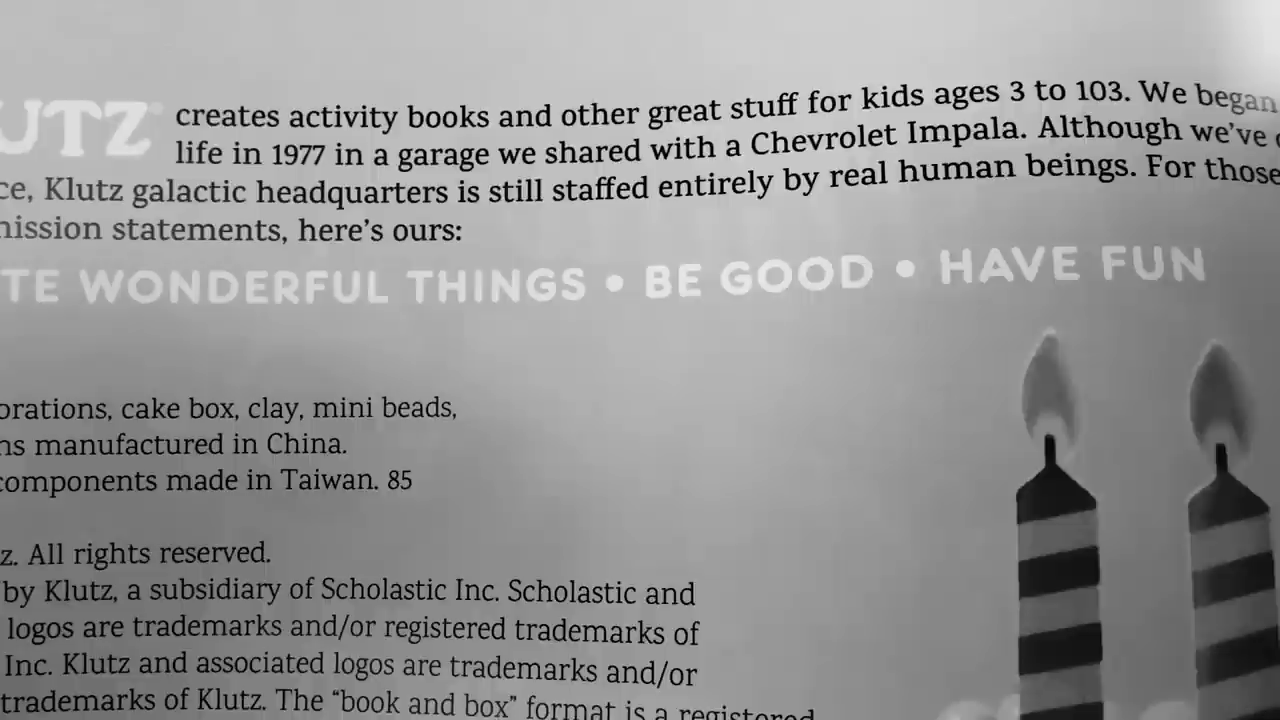 UTZ creates activity books and other great stuff for kids ages 3 to 103. We began
life in 1977 in a garage we shared with a Chevrolet Impala. Although we've
ce, Klutz galactic headquarters is still staffed entirely by real human beings. For those
mission statements, here's ours:
TE WONDERFUL THINGS • BE GOOD • HAVE FUN
orations, cake box, clay, mini beads,
ns manufactured in China.
components made in Taiwan. 85
z. All rights reserved.
by Klutz, a subsidiary of Scholastic Inc. Scholastic and
logos are trademarks and/or registered trademarks of
Inc. Klutz and associated logos are trademarks and/or
trademarks of Klutz. The “book and box” format is a registered